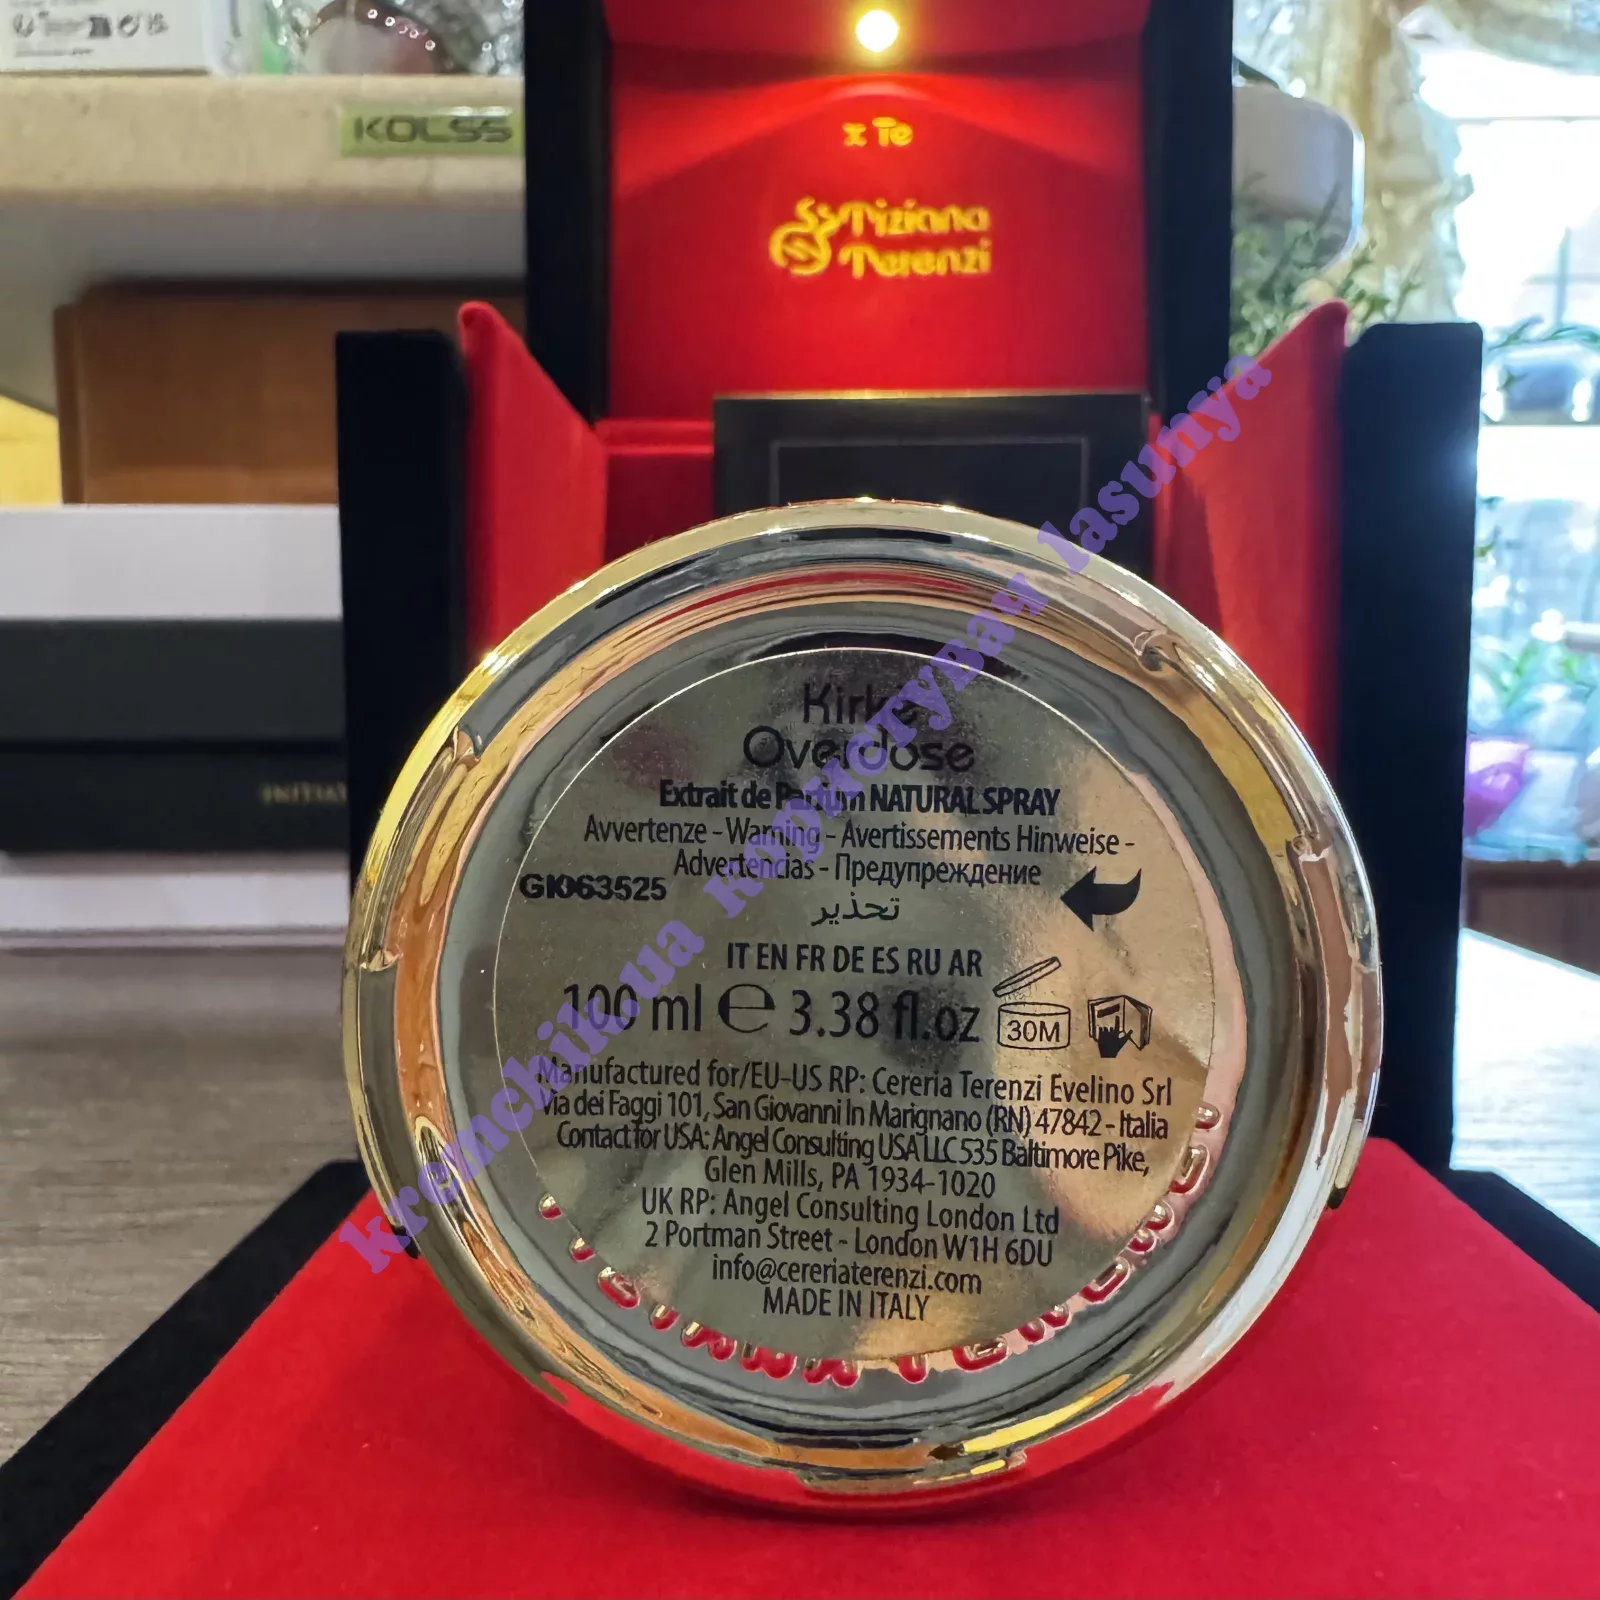 KOLSS
x Te
Tiziana
Terenzi
Kirke
Overdose
Extrait de Parfum NATURAL SPRAY
Avvertenze - Warning - Avertissements Hinweise -
Advertencias - Предупреждение
GK063525
تحذير
IT EN FR DE ES RU AR
100 ml ℮ 3.38 fl.oz
30M
Manufactured for/EU-US RP: Cereria Terenzi Evelino Srl
Via dei Faggi 101, San Giovanni In Marignano (RN) 47842 - Italia
Contact for USA: Angel Consulting USA LLC 535 Baltimore Pike,
Glen Mills, PA 1934-1020
UK RP: Angel Consulting London Ltd
2 Portman Street - London W1H 6DU
info@cereriaterenzi.com
MADE IN ITALY
lasunya